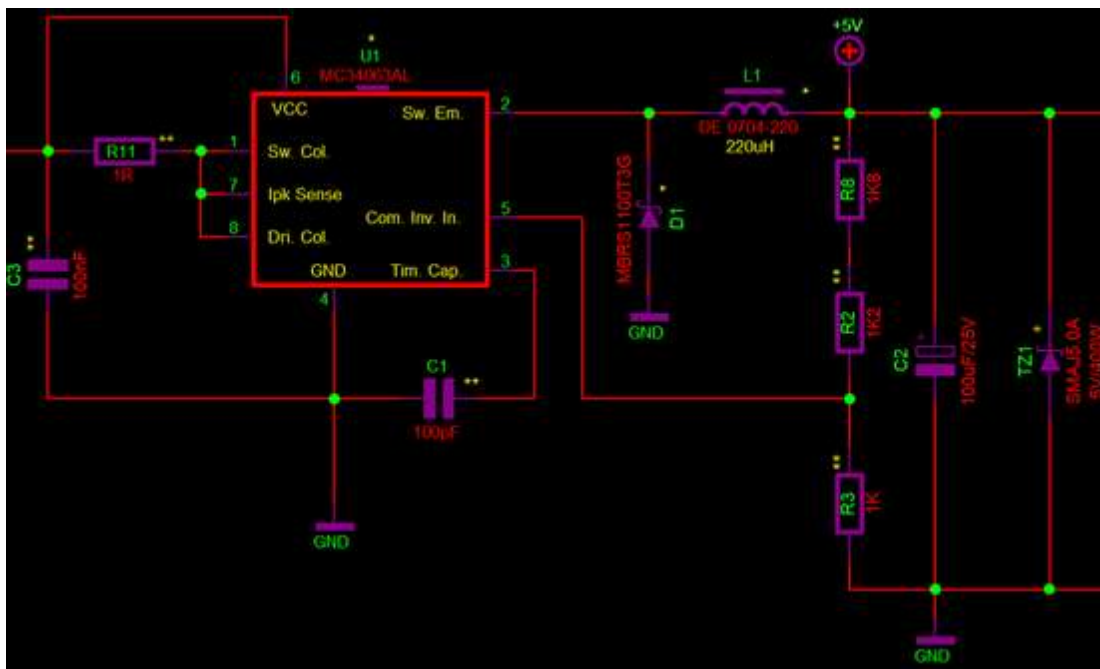 +5V
*
U1
MC34063AL
6
VCC
Sw. Em.
2
L1
*
DE 0704-220
220uH
R11
**
1R
1
Sw. Col.
7
Ipk Sense
Com. Inv. In.
5
8
Dri. Col.
GND
Tim. Cap.
3
4
**
C3
100nF
C1
**
100pF
GND
*
D1
MBRS1100T3G
GND
**
R8
1K8
**
R2
1K2
**
R3
1K
*
C2
100uF/25V
*
TZ1
SMAJ5.0A
5V/400W
GND